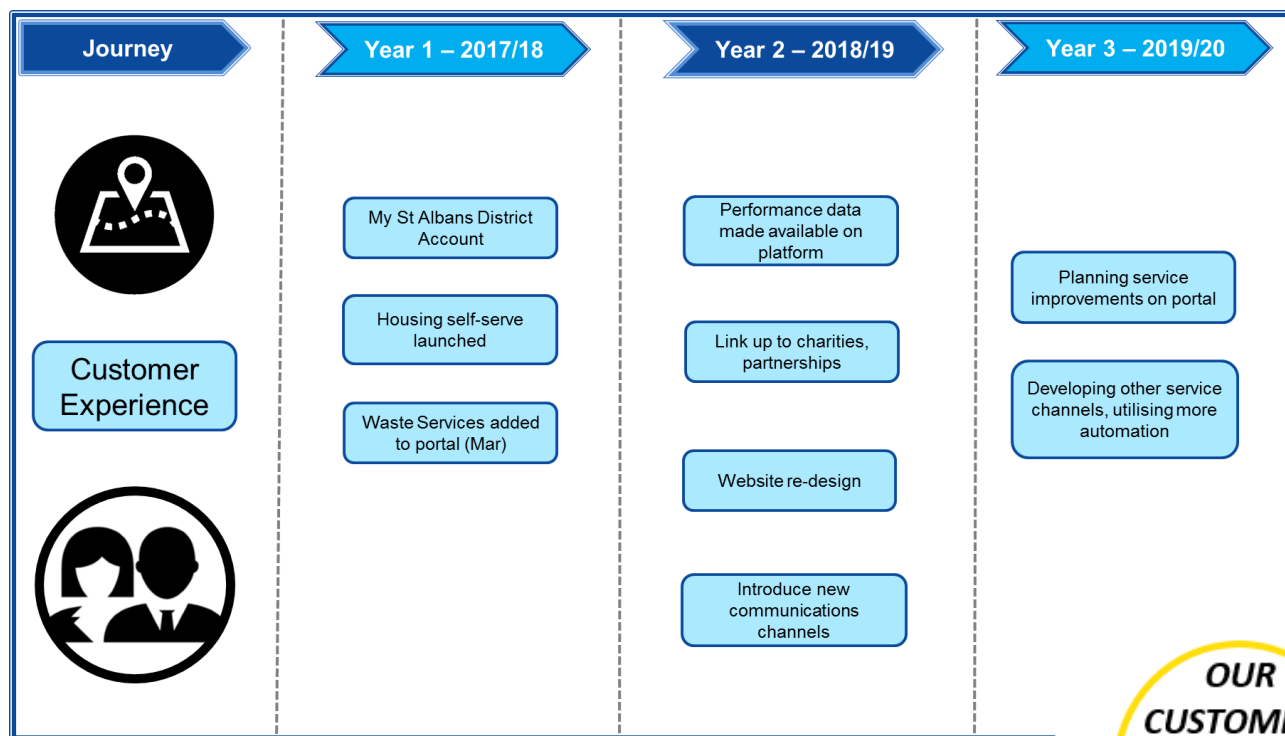 Journey
Year 1 – 2017/18
Year 2 – 2018/19
Year 3 – 2019/20
Customer
Experience
My St Albans District
Account
Housing self-serve
launched
Waste Services added
to portal (Mar)
Performance data
made available on
platform
Link up to charities,
partnerships
Website re-design
Introduce new
communications
channels
Planning service
improvements on portal
Developing other service
channels, utilising more
automation
OUR